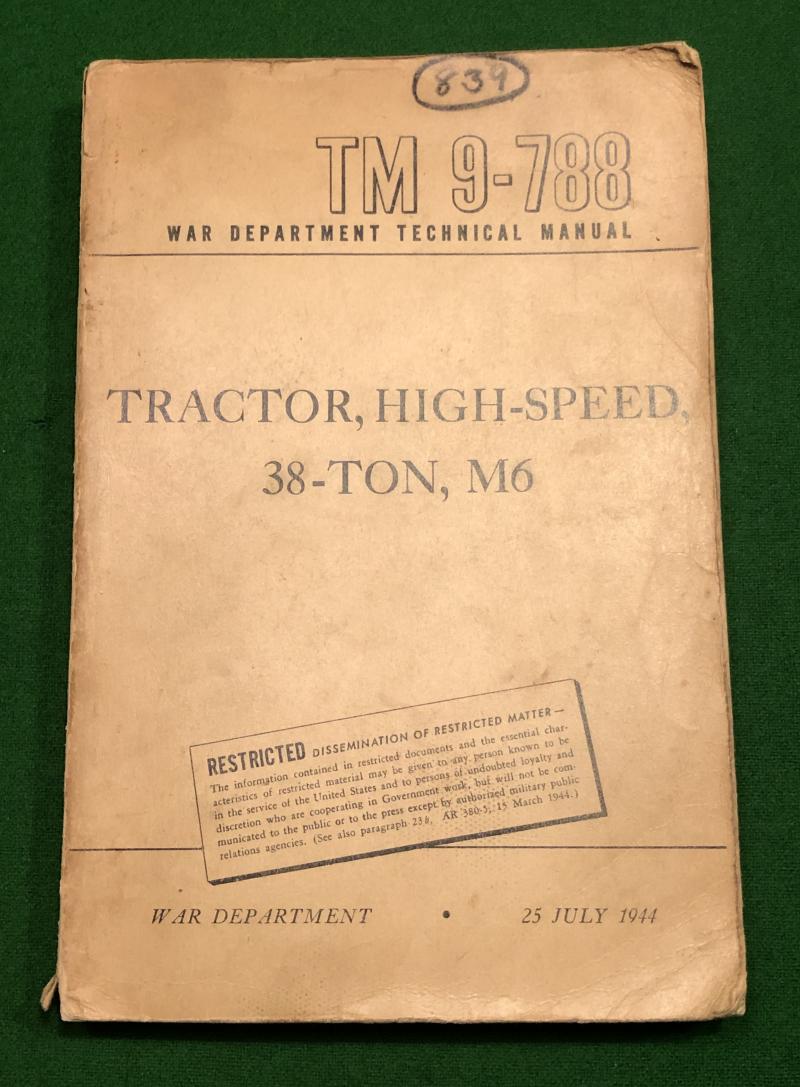 839
TM 9-788
WAR DEPARTMENT TECHNICAL MANUAL
TRACTOR, HIGH-SPEED,
38-TON, M6
RESTRICTED DISSEMINATION OF RESTRICTED MATTER—
The information contained in restricted documents and the essential char-
acteristics of restricted material may be given to any person known to be
in the service of the United States and to persons of undoubted loyalty and
discretion who are cooperating in Government work, but will not be com-
municated to the public or to the press except by authorized military public
relations agencies. (See also paragraph 23b, AR 380-5, 15 March 1944.)
WAR DEPARTMENT • 25 JULY 1944